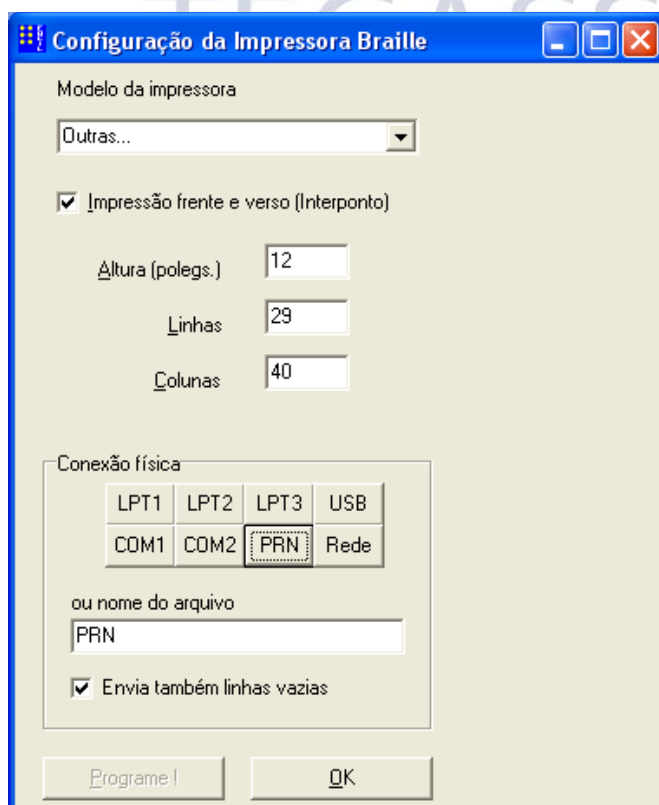 TECASS
Configuração da Impressora Braille
Modelo da impressora
Outras...
Impressão frente e verso (Interponto)
Altura (polegs.) 12
Linhas 29
Colunas 40
Conexão física
LPT1 LPT2 LPT3 USB
COM1 COM2 PRN Rede
ou nome do arquivo
PRN
Envia também linhas vazias
Programe ! OK